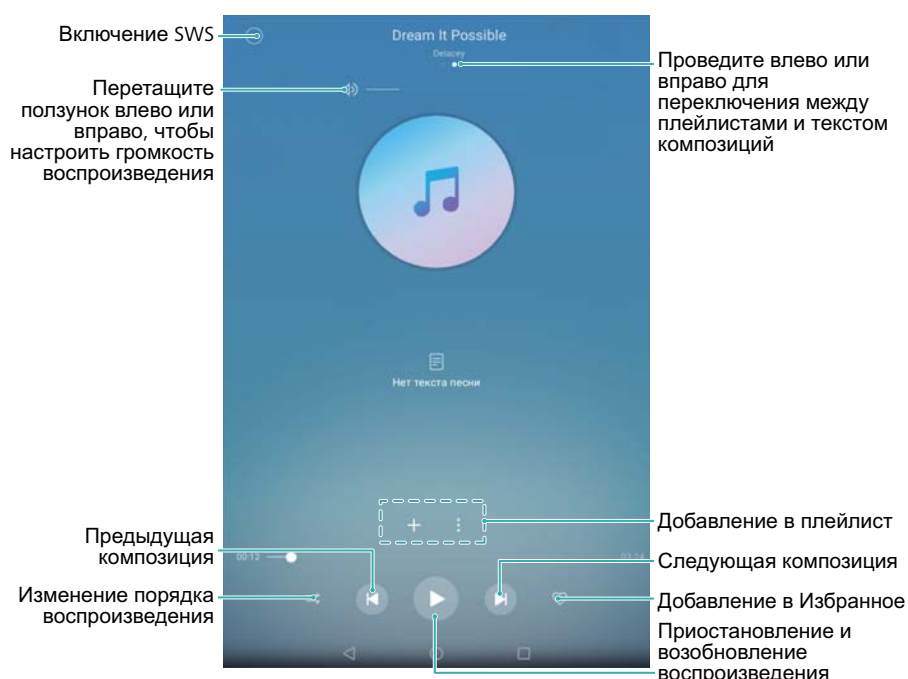 Включение SWS
Dream It Possible
Delacey
Перетащите
ползунок влево или
вправо, чтобы
настроить громкость
воспроизведения
Проведите влево или
вправо для
переключения между
плейлистами и текстом
композиций
Нет текста песни
Добавление в плейлист
Предыдущая
композиция
00:12
03:24
Следующая композиция
Изменение порядка
воспроизведения
Добавление в Избранное
Приостановление и
возобновление
воспроизведения